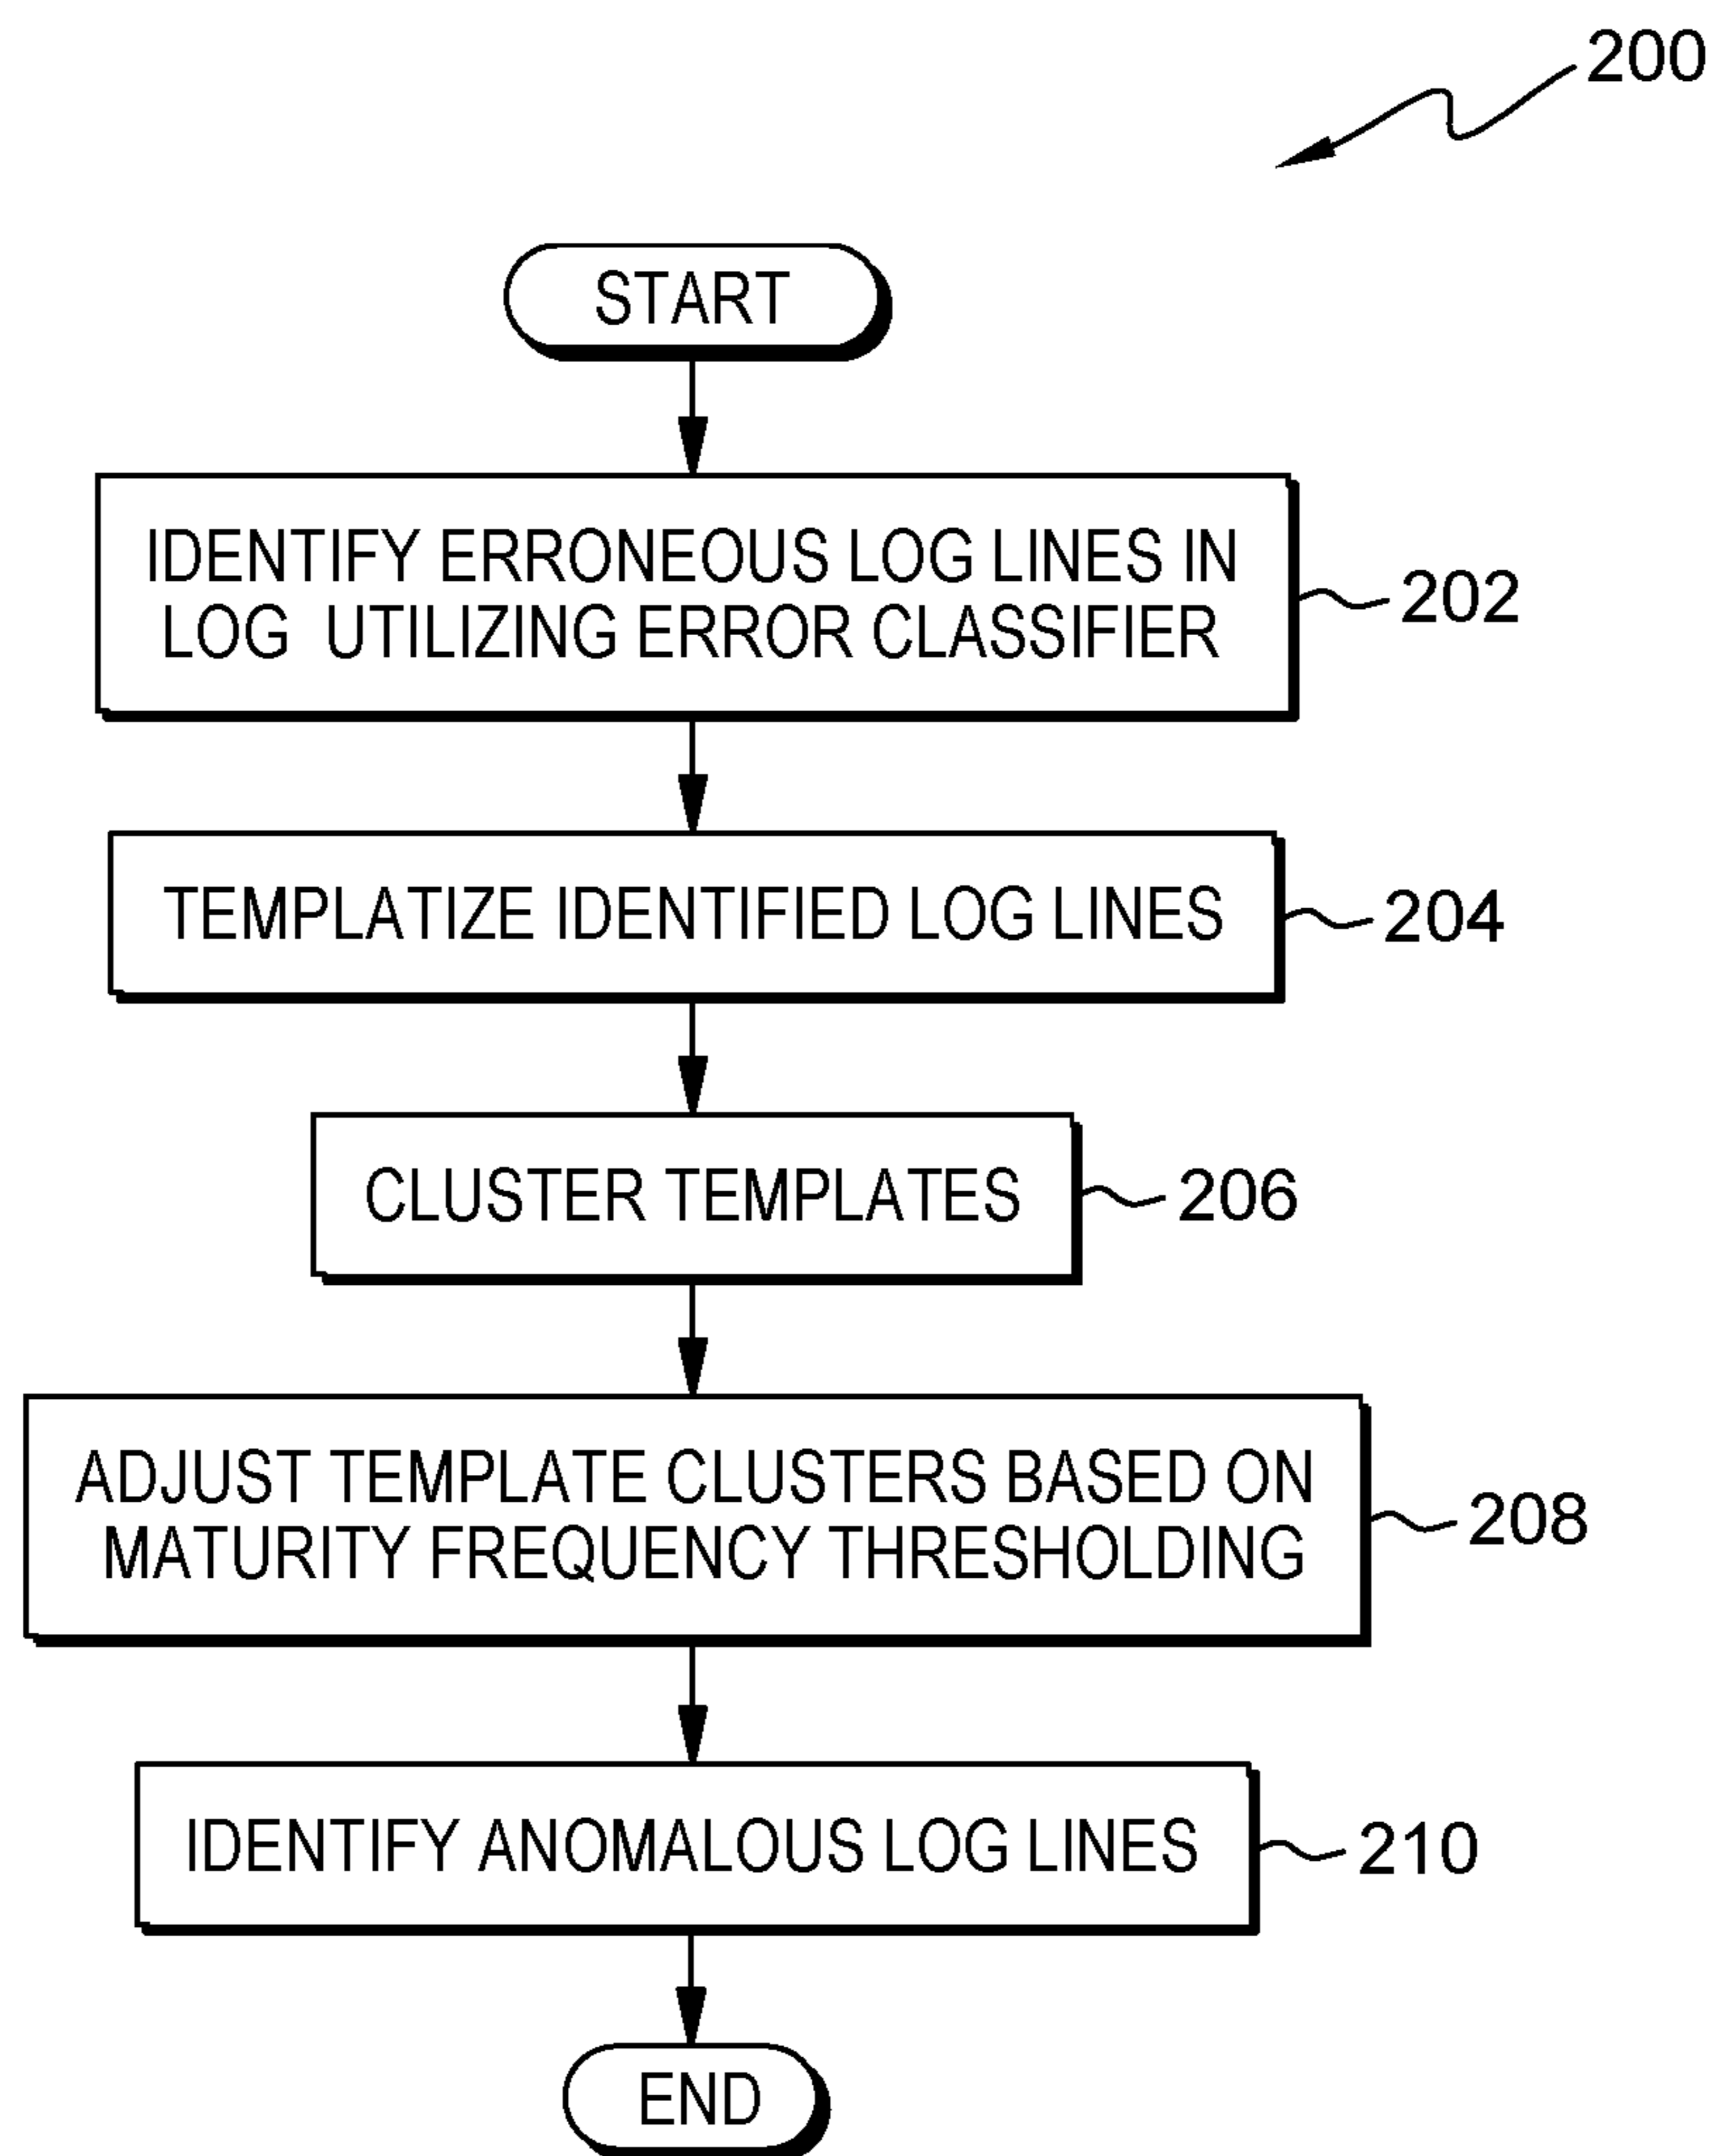 200
START
IDENTIFY ERRONEOUS LOG LINES IN
LOG UTILIZING ERROR CLASSIFIER
202
TEMPLATIZE IDENTIFIED LOG LINES
204
CLUSTER TEMPLATES
206
ADJUST TEMPLATE CLUSTERS BASED ON
MATURITY FREQUENCY THRESHOLDING
208
IDENTIFY ANOMALOUS LOG LINES
210
END